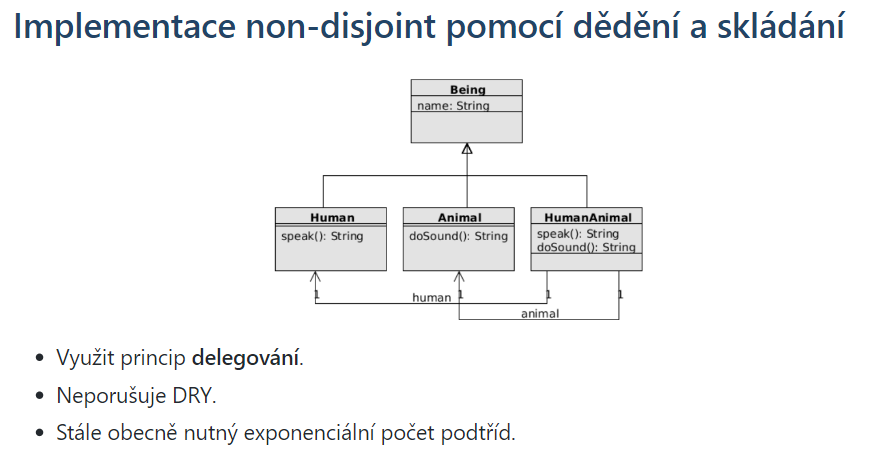 Implementace non-disjoint pomocí dědění a skládání
Being
name: String
Human
speak(): String
Animal
doSound(): String
HumanAnimal
speak(): String
doSound(): String
1
human
1
1
1
animal
Využit princip delegování.
Neporušuje DRY.
Stále obecně nutný exponenciální počet podtříd.